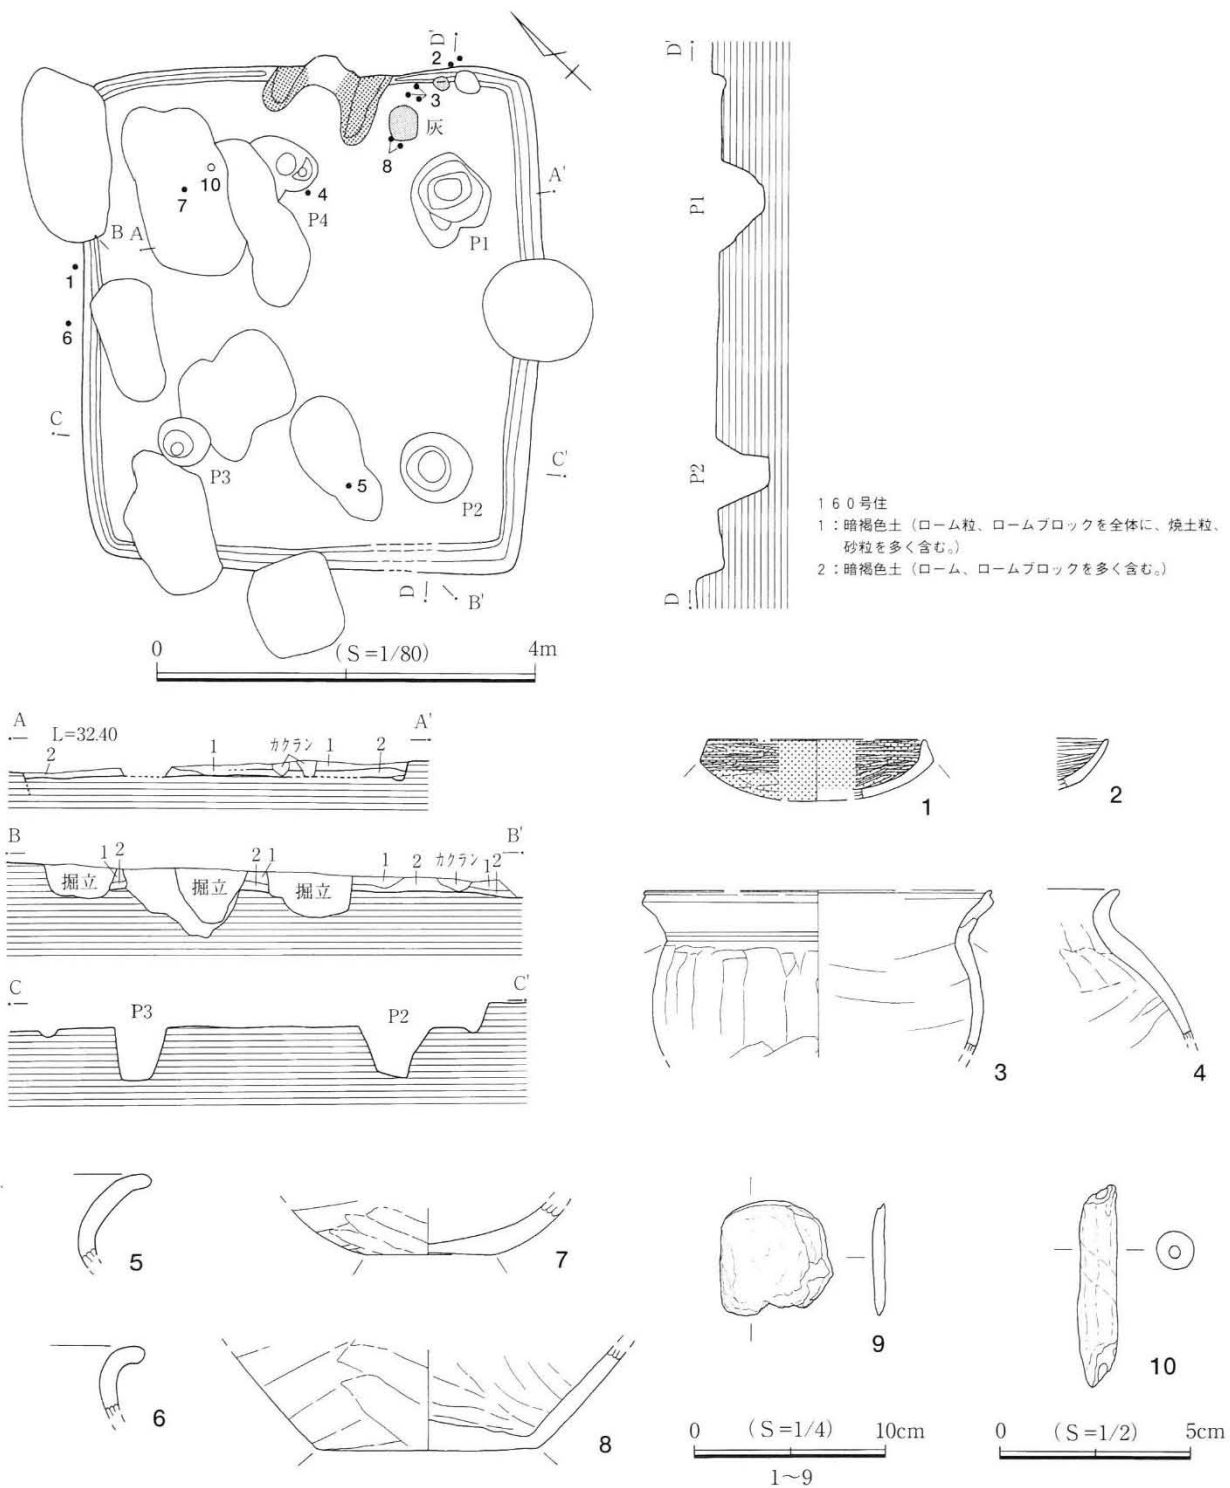 D'
2
3
灰
8
A'
10
7
4
P4
P1
B A
1
6
C
P3
5
P2
C'
D
B'
0 (S=1/80) 4m
D'
P1
P2
D
160号住
1:暗褐色土(ローム粒、ロームブロックを全体に、焼土粒、
砂粒を多く含む。)
2:暗褐色土(ローム、ロームブロックを多く含む。)
A L=32.40 A'
2 1 カクラン 1 2
B B'
1 2 2 1 1 2 カクラン 1 2
掘立 掘立 掘立
C C'
P3 P2
1
2
3
4
5
7
9
10
6
8
0 (S=1/4) 10cm
1~9
0 (S=1/2) 5cm